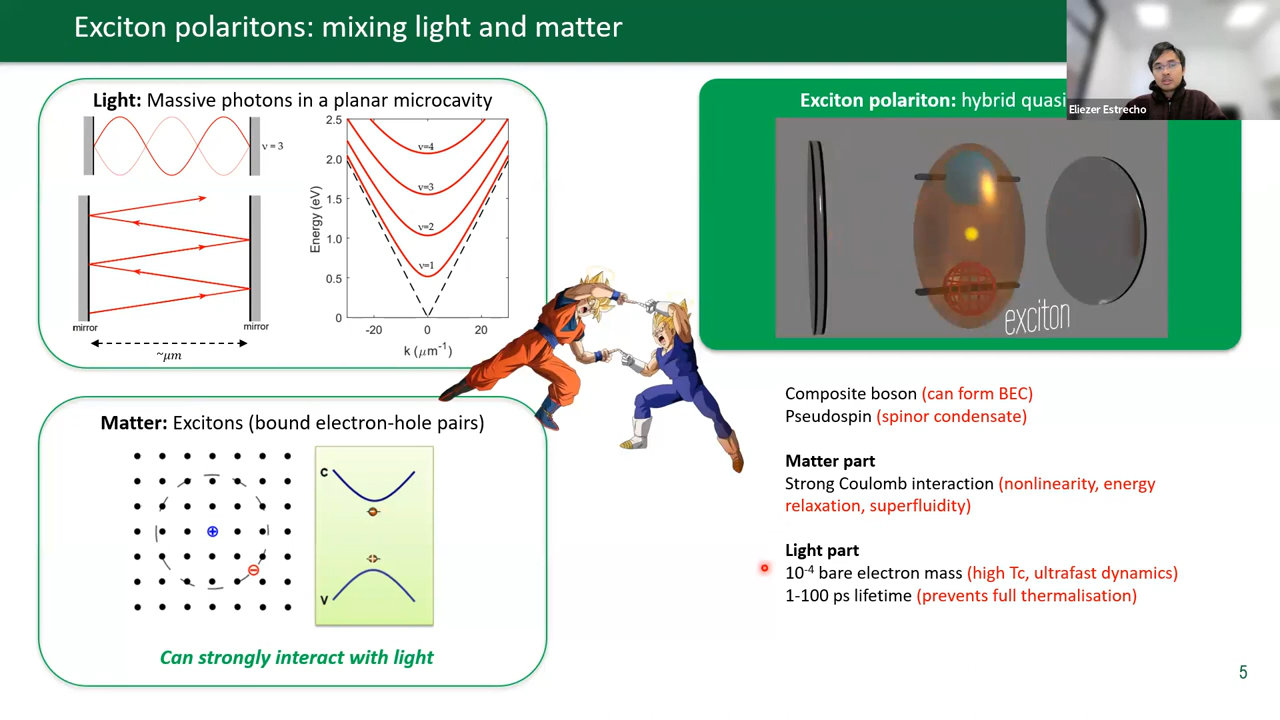 Exciton polaritons: mixing light and matter
Eliezer Estrecho
Light: Massive photons in a planar microcavity
ν = 3
mirror
mirror
~μm
2.5
2.0
1.5
1.0
0.5
0
Energy (eV)
ν=4
ν=3
ν=2
ν=1
-20
0
20
k (μm⁻¹)
Exciton polariton: hybrid quasi
exciton
Matter: Excitons (bound electron-hole pairs)
+
−
C
V
Can strongly interact with light
Composite boson (can form BEC)
Pseudospin (spinor condensate)
Matter part
Strong Coulomb interaction (nonlinearity, energy
relaxation, superfluidity)
Light part
10⁻⁴ bare electron mass (high Tc, ultrafast dynamics)
1-100 ps lifetime (prevents full thermalisation)
5